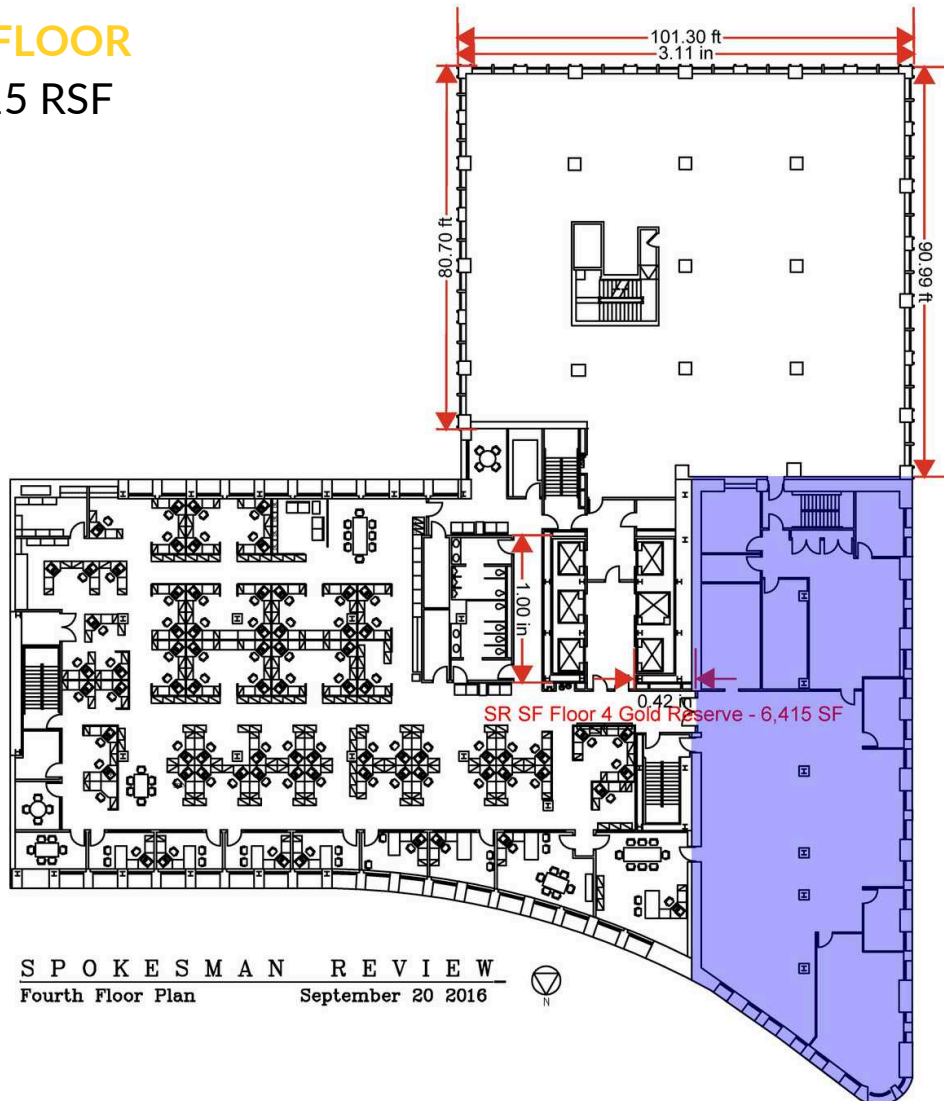 FLOOR
5 RSF
101.30 ft
3.11 in
80.70 ft
90.99 ft
1.00 in
0.42 in
SR SF Floor 4 Gold Reserve - 6,415 SF
SPOKESMAN REVIEW
Fourth Floor Plan September 20 2016
N